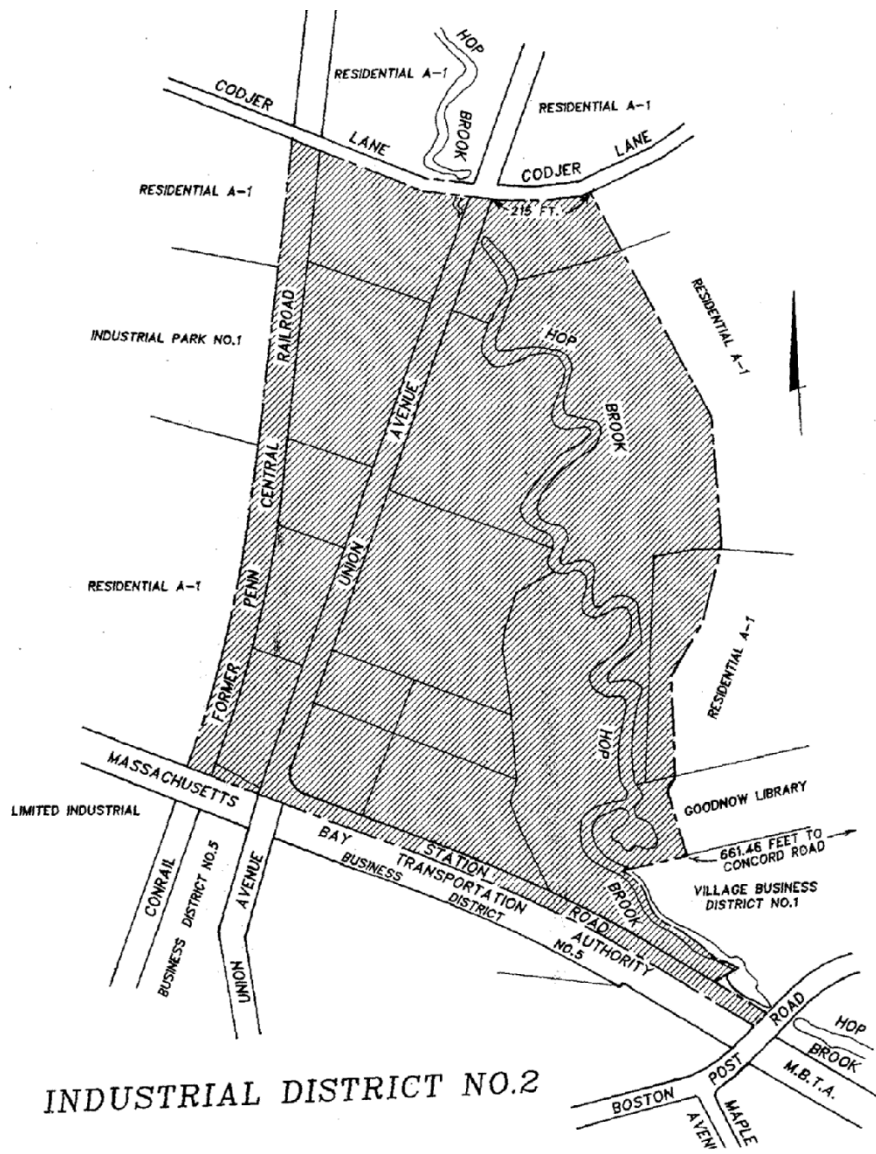 HOP
BROOK
RESIDENTIAL A-1
RESIDENTIAL A-1
CODJER
LANE
CODJER
LANE
215 FT.
RESIDENTIAL A-1
RESIDENTIAL A-1
INDUSTRIAL PARK NO.1
RAILROAD
CENTRAL
PENN
FORMER
AVENUE
UNION
HOP
BROOK
RESIDENTIAL A-1
RESIDENTIAL A-1
HOP
BROOK
GOODNOW LIBRARY
661.46 FEET TO
CONCORD ROAD
VILLAGE BUSINESS
DISTRICT NO.1
MASSACHUSETTS
BAY TRANSPORTATION AUTHORITY
STATION
ROAD
BUSINESS
DISTRICT
NO.5
LIMITED INDUSTRIAL
CONRAIL
BUSINESS DISTRICT NO.5
AVENUE
UNION
HOP
BROOK
M.B.T.A.
BOSTON
POST
ROAD
MAPLE
AVENU
INDUSTRIAL DISTRICT NO.2